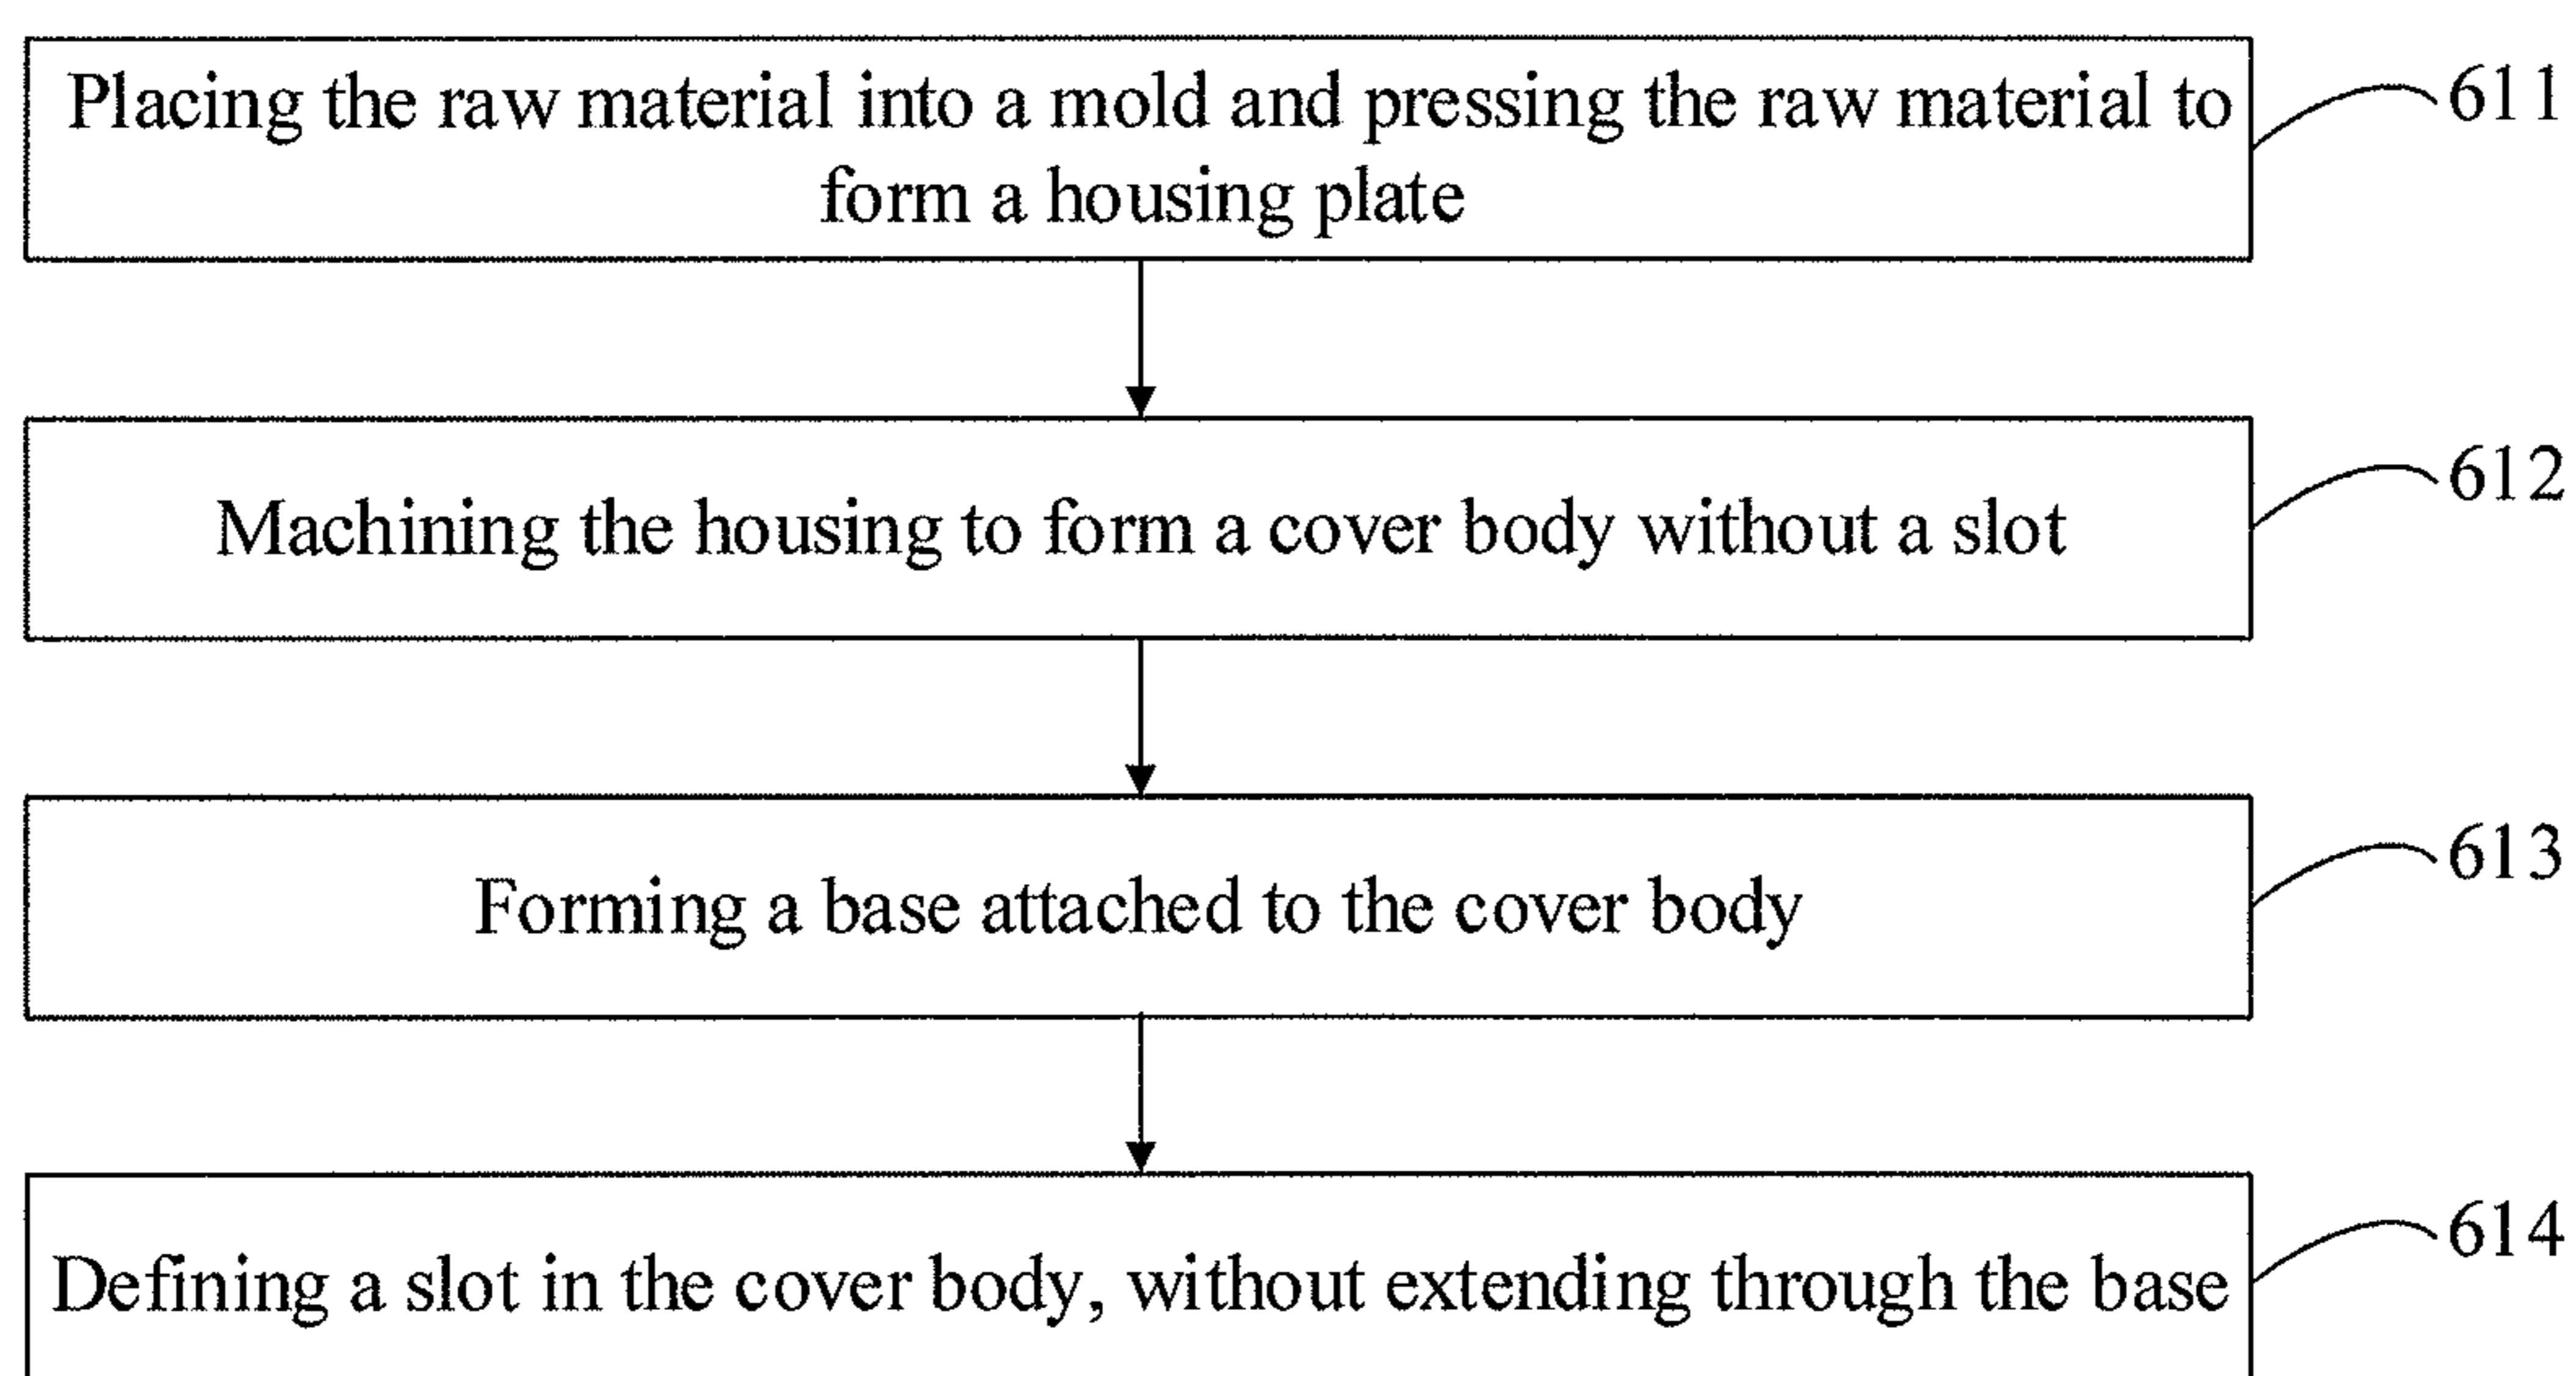 Placing the raw material into a mold and pressing the raw material to
form a housing plate
611
Machining the housing to form a cover body without a slot
612
Forming a base attached to the cover body
613
Defining a slot in the cover body, without extending through the base
614